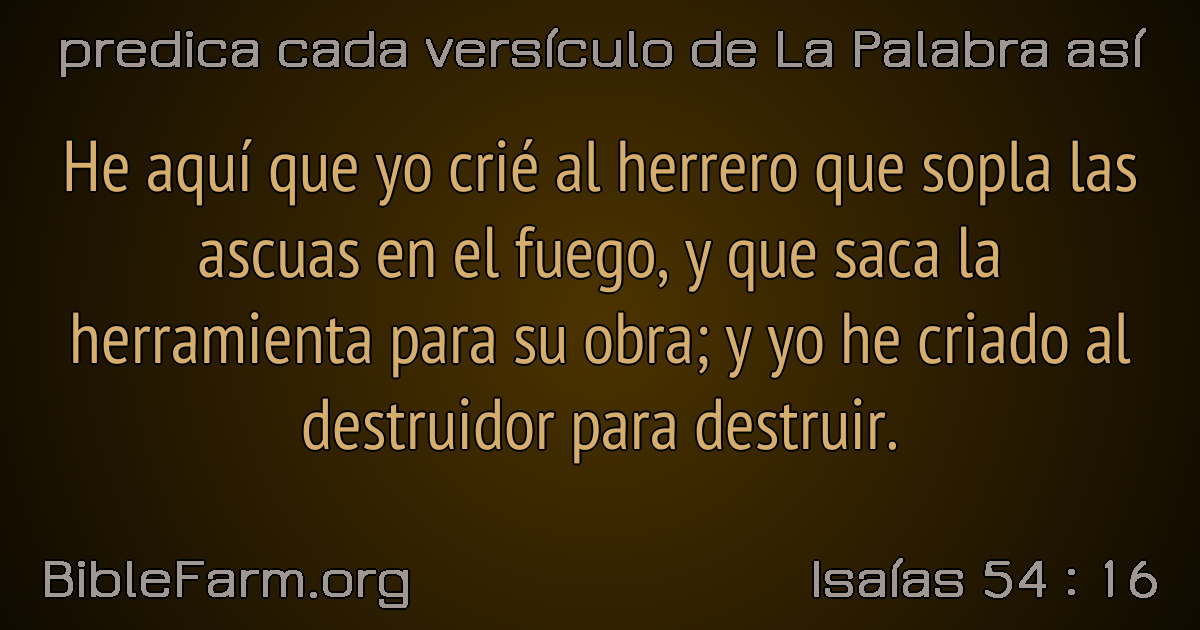 predica cada versículo de La Palabra así
He aquí que yo crié al herrero que sopla las
ascuas en el fuego, y que saca la
herramienta para su obra; y yo he criado al
destruidor para destruir.
BibleFarm.org
Isaías 54 : 16